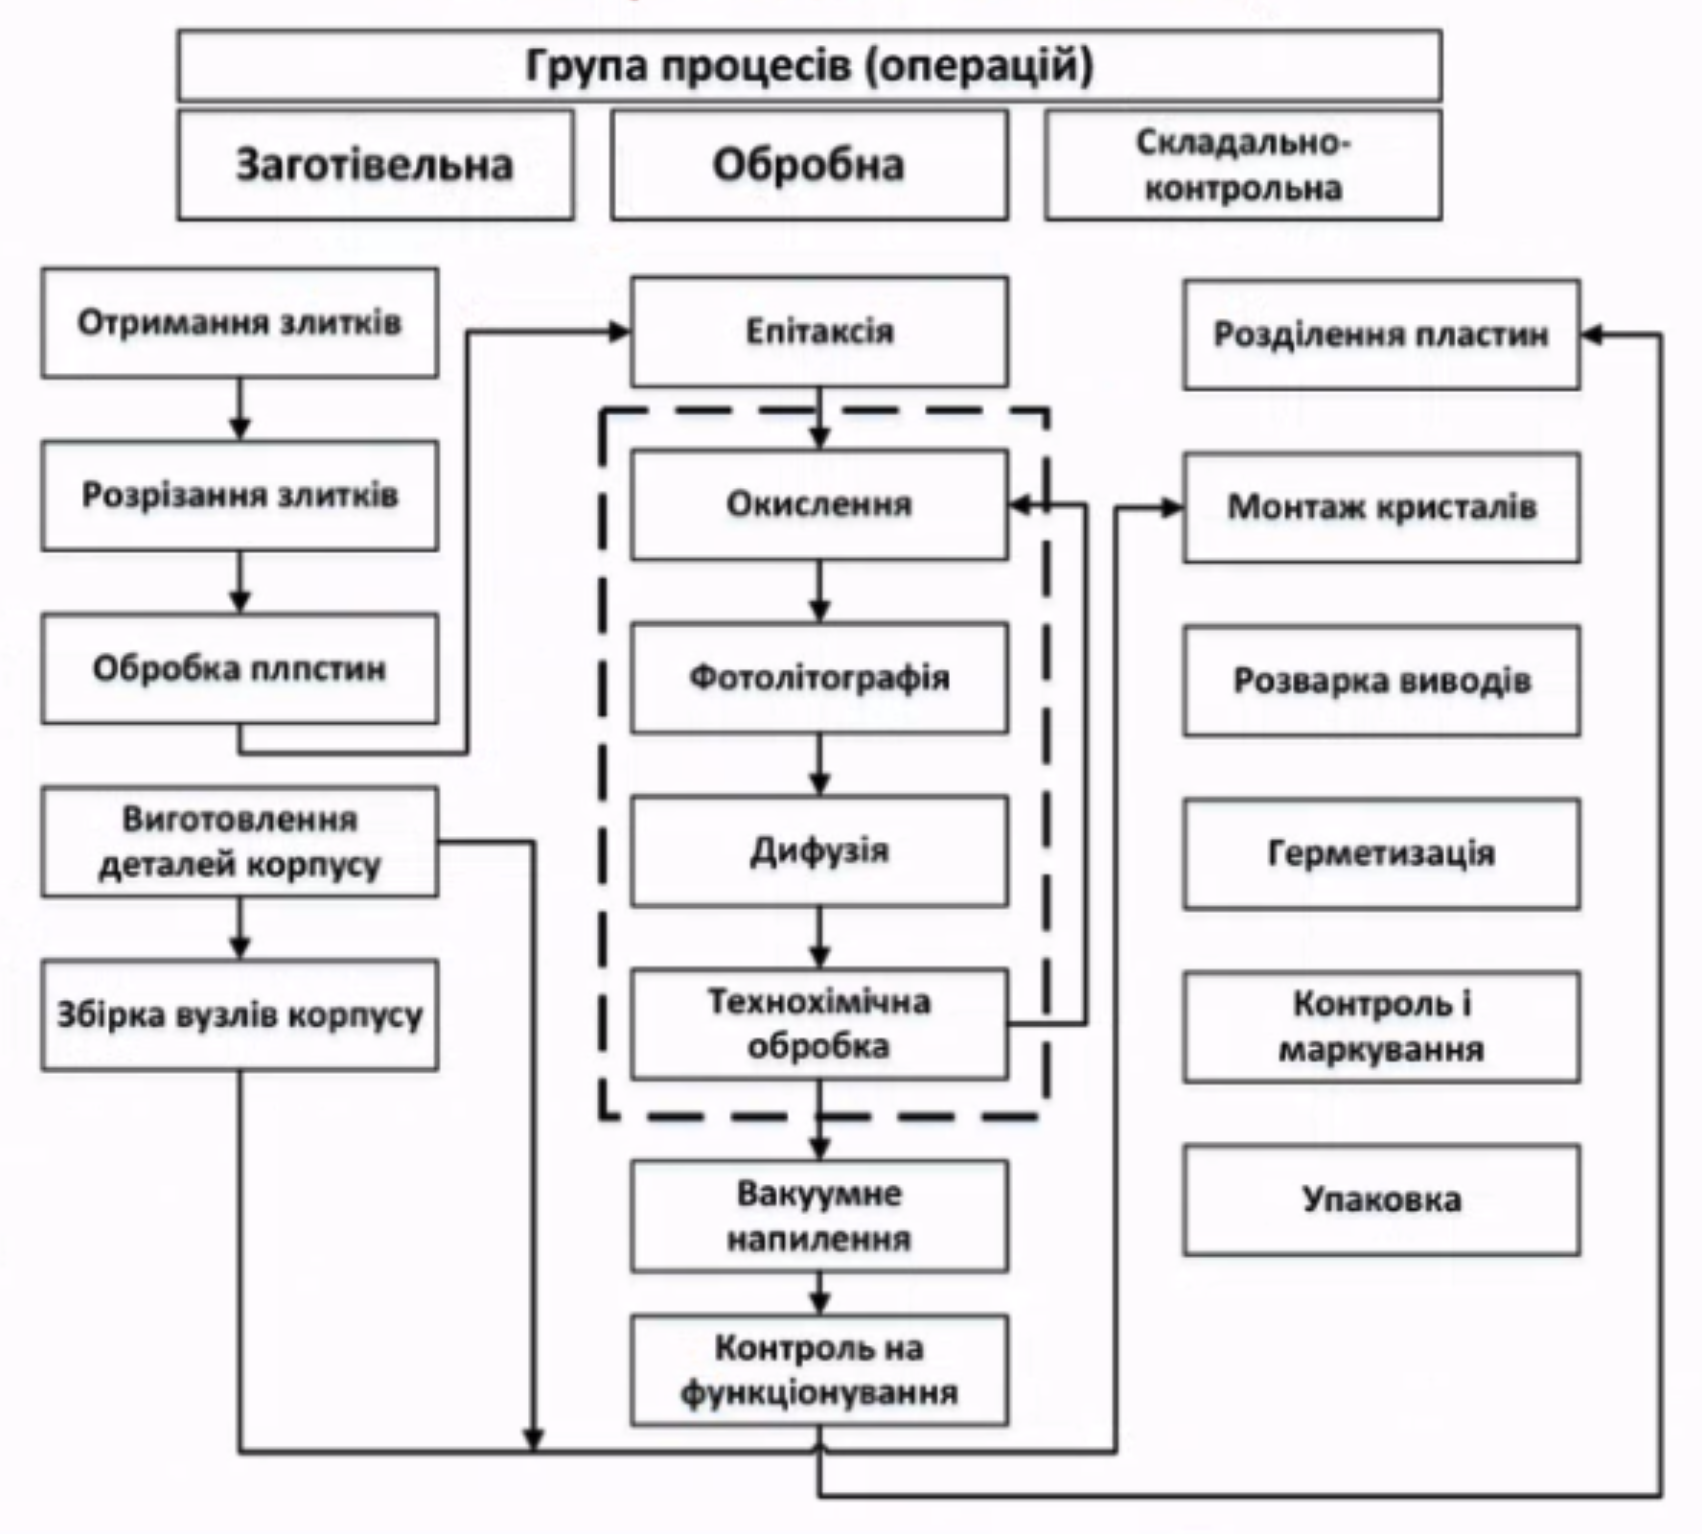 Група процесів (операцій)
Заготівельна
Обробна
Складально-
контрольна
Отримання злитків
Розрізання злитків
Обробка плпстин
Виготовлення
деталей корпусу
Збірка вузлів корпусу
Епітаксія
Окислення
Фотолітографія
Дифузія
Технохімічна
обробка
Вакуумне
напилення
Контроль на
функціонування
Розділення пластин
Монтаж кристалів
Розварка виводів
Герметизація
Контроль і
маркування
Упаковка